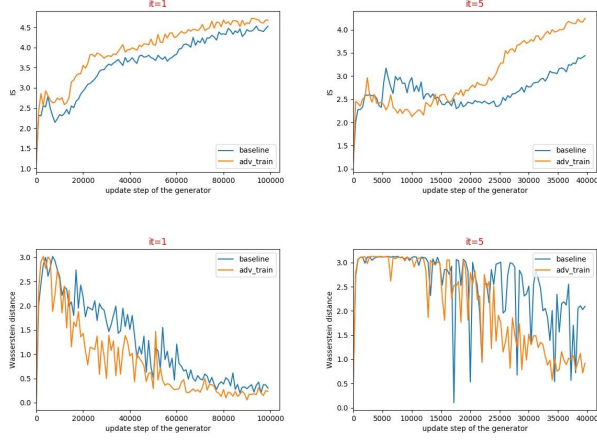 it=1
4.5
4.0
3.5
3.0
2.5
2.0
1.5
1.0
IS
baseline
adv_train
0 20000 40000 60000 80000 100000
update step of the generator
it=5
4.0
3.5
3.0
2.5
2.0
1.5
1.0
IS
baseline
adv_train
0 5000 10000 15000 20000 25000 30000 35000 40000
update step of the generator
it=1
3.0
2.5
2.0
1.5
1.0
0.5
0.0
Wasserstein distance
baseline
adv_train
0 20000 40000 60000 80000 100000
update step of the generator
it=5
3.0
2.5
2.0
1.5
1.0
0.5
0.0
Wasserstein distance
baseline
adv_train
0 5000 10000 15000 20000 25000 30000 35000 40000
update step of the generator